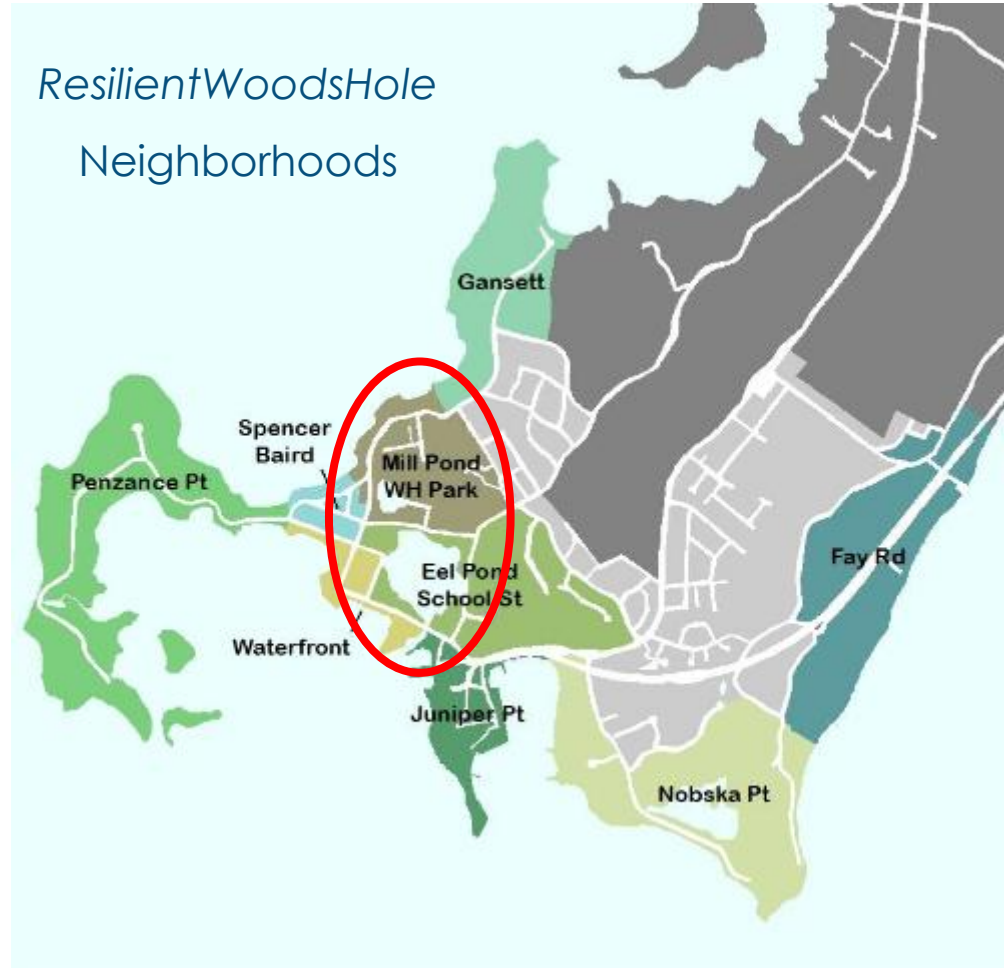 ResilientWoodsHole
Neighborhoods
Gansett
Spencer
Baird
Mill Pond
WH Park
Penzance Pt
Eel Pond
School St
Fay Rd
Waterfront
Juniper Pt
Nobska Pt